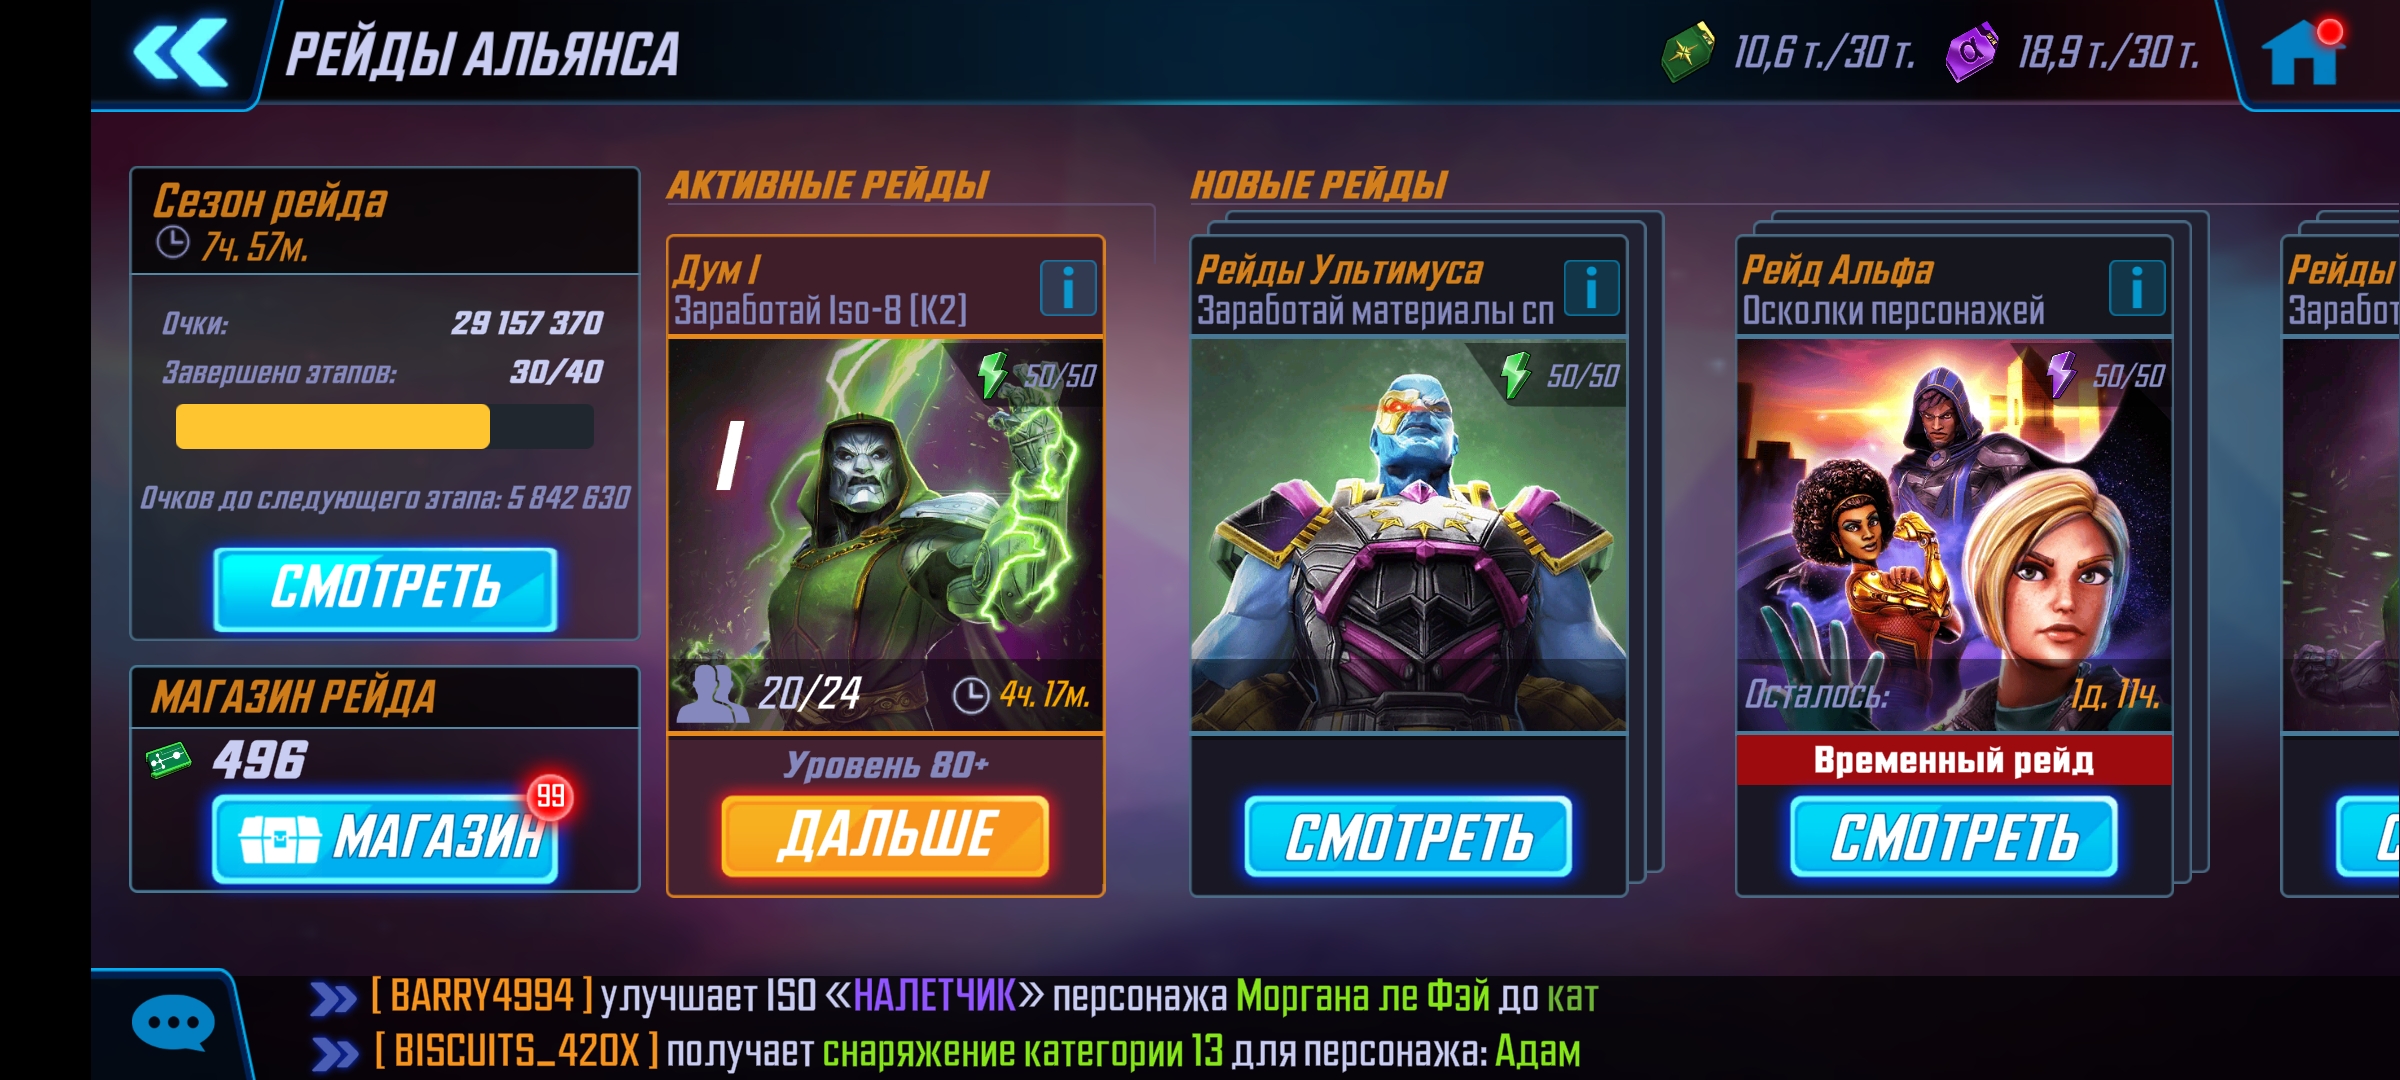 РЕЙДЫ АЛЬЯНСА
10,6 т./30 т.
18,9 т./30 т.
Сезон рейда
7ч. 57м.
Очки: 29 157 370
Завершено этапов: 30/40
Очков до следующего этапа: 5 842 630
СМОТРЕТЬ
МАГАЗИН РЕЙДА
496
99
МАГАЗИН
АКТИВНЫЕ РЕЙДЫ
Дум I
Заработай Iso-8 [К2]
50/50
I
20/24
4ч. 17м.
Уровень 80+
ДАЛЬШЕ
НОВЫЕ РЕЙДЫ
Рейды Ультимуса
Заработай материалы сп
50/50
СМОТРЕТЬ
Рейд Альфа
Осколки персонажей
50/50
Осталось: 1д. 11ч.
Временный рейд
СМОТРЕТЬ
Рейды
Заработ
С
[ BARRY4994 ] улучшает ISO «НАЛЕТЧИК» персонажа Моргана ле Фэй до кат
[ BISCUITS_420X ] получает снаряжение категории 13 для персонажа: Адам